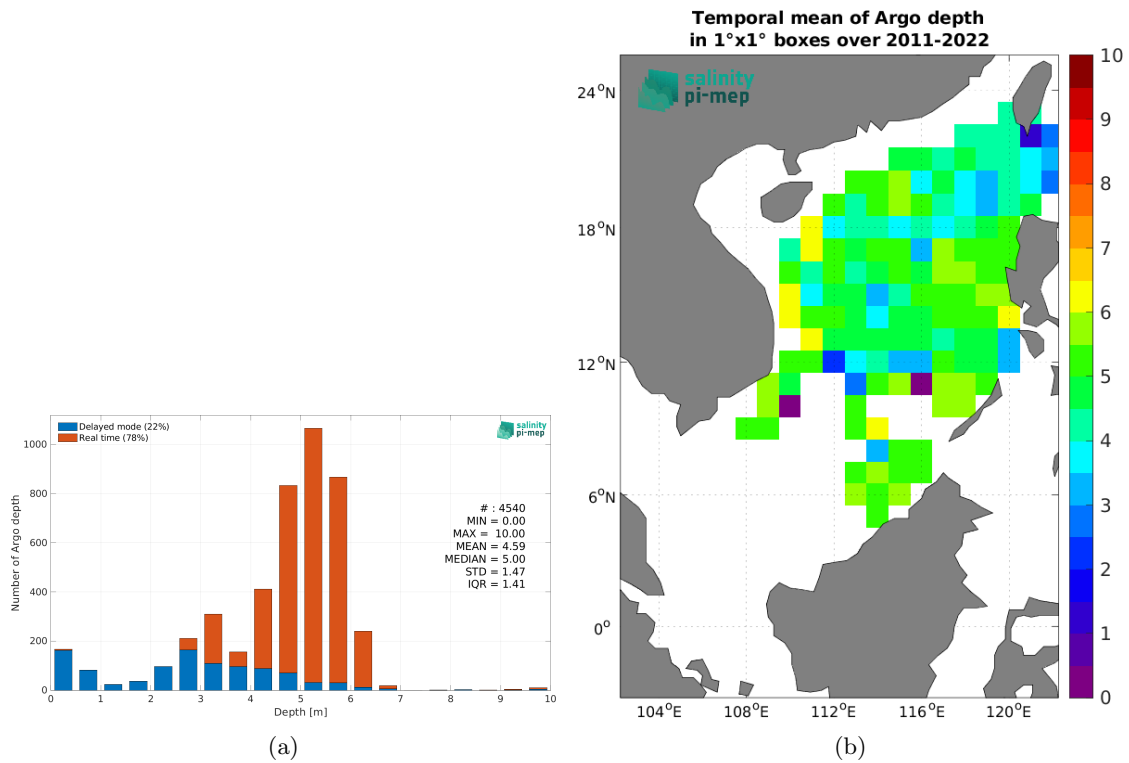 Delayed mode (22%)
Real time (78%)
salinity
pi-mep
# : 4540
MIN = 0.00
MAX = 10.00
MEAN = 4.59
MEDIAN = 5.00
STD = 1.47
IQR = 1.41
Number of Argo depth
1000
800
600
400
200
0
0 1 2 3 4 5 6 7 8 9 10
Depth [m]
(a)
Temporal mean of Argo depth
in 1°x1° boxes over 2011-2022
salinity
pi-mep
24°N
18°N
12°N
6°N
0°
104°E 108°E 112°E 116°E 120°E
10
9
8
7
6
5
4
3
2
1
0
(b)